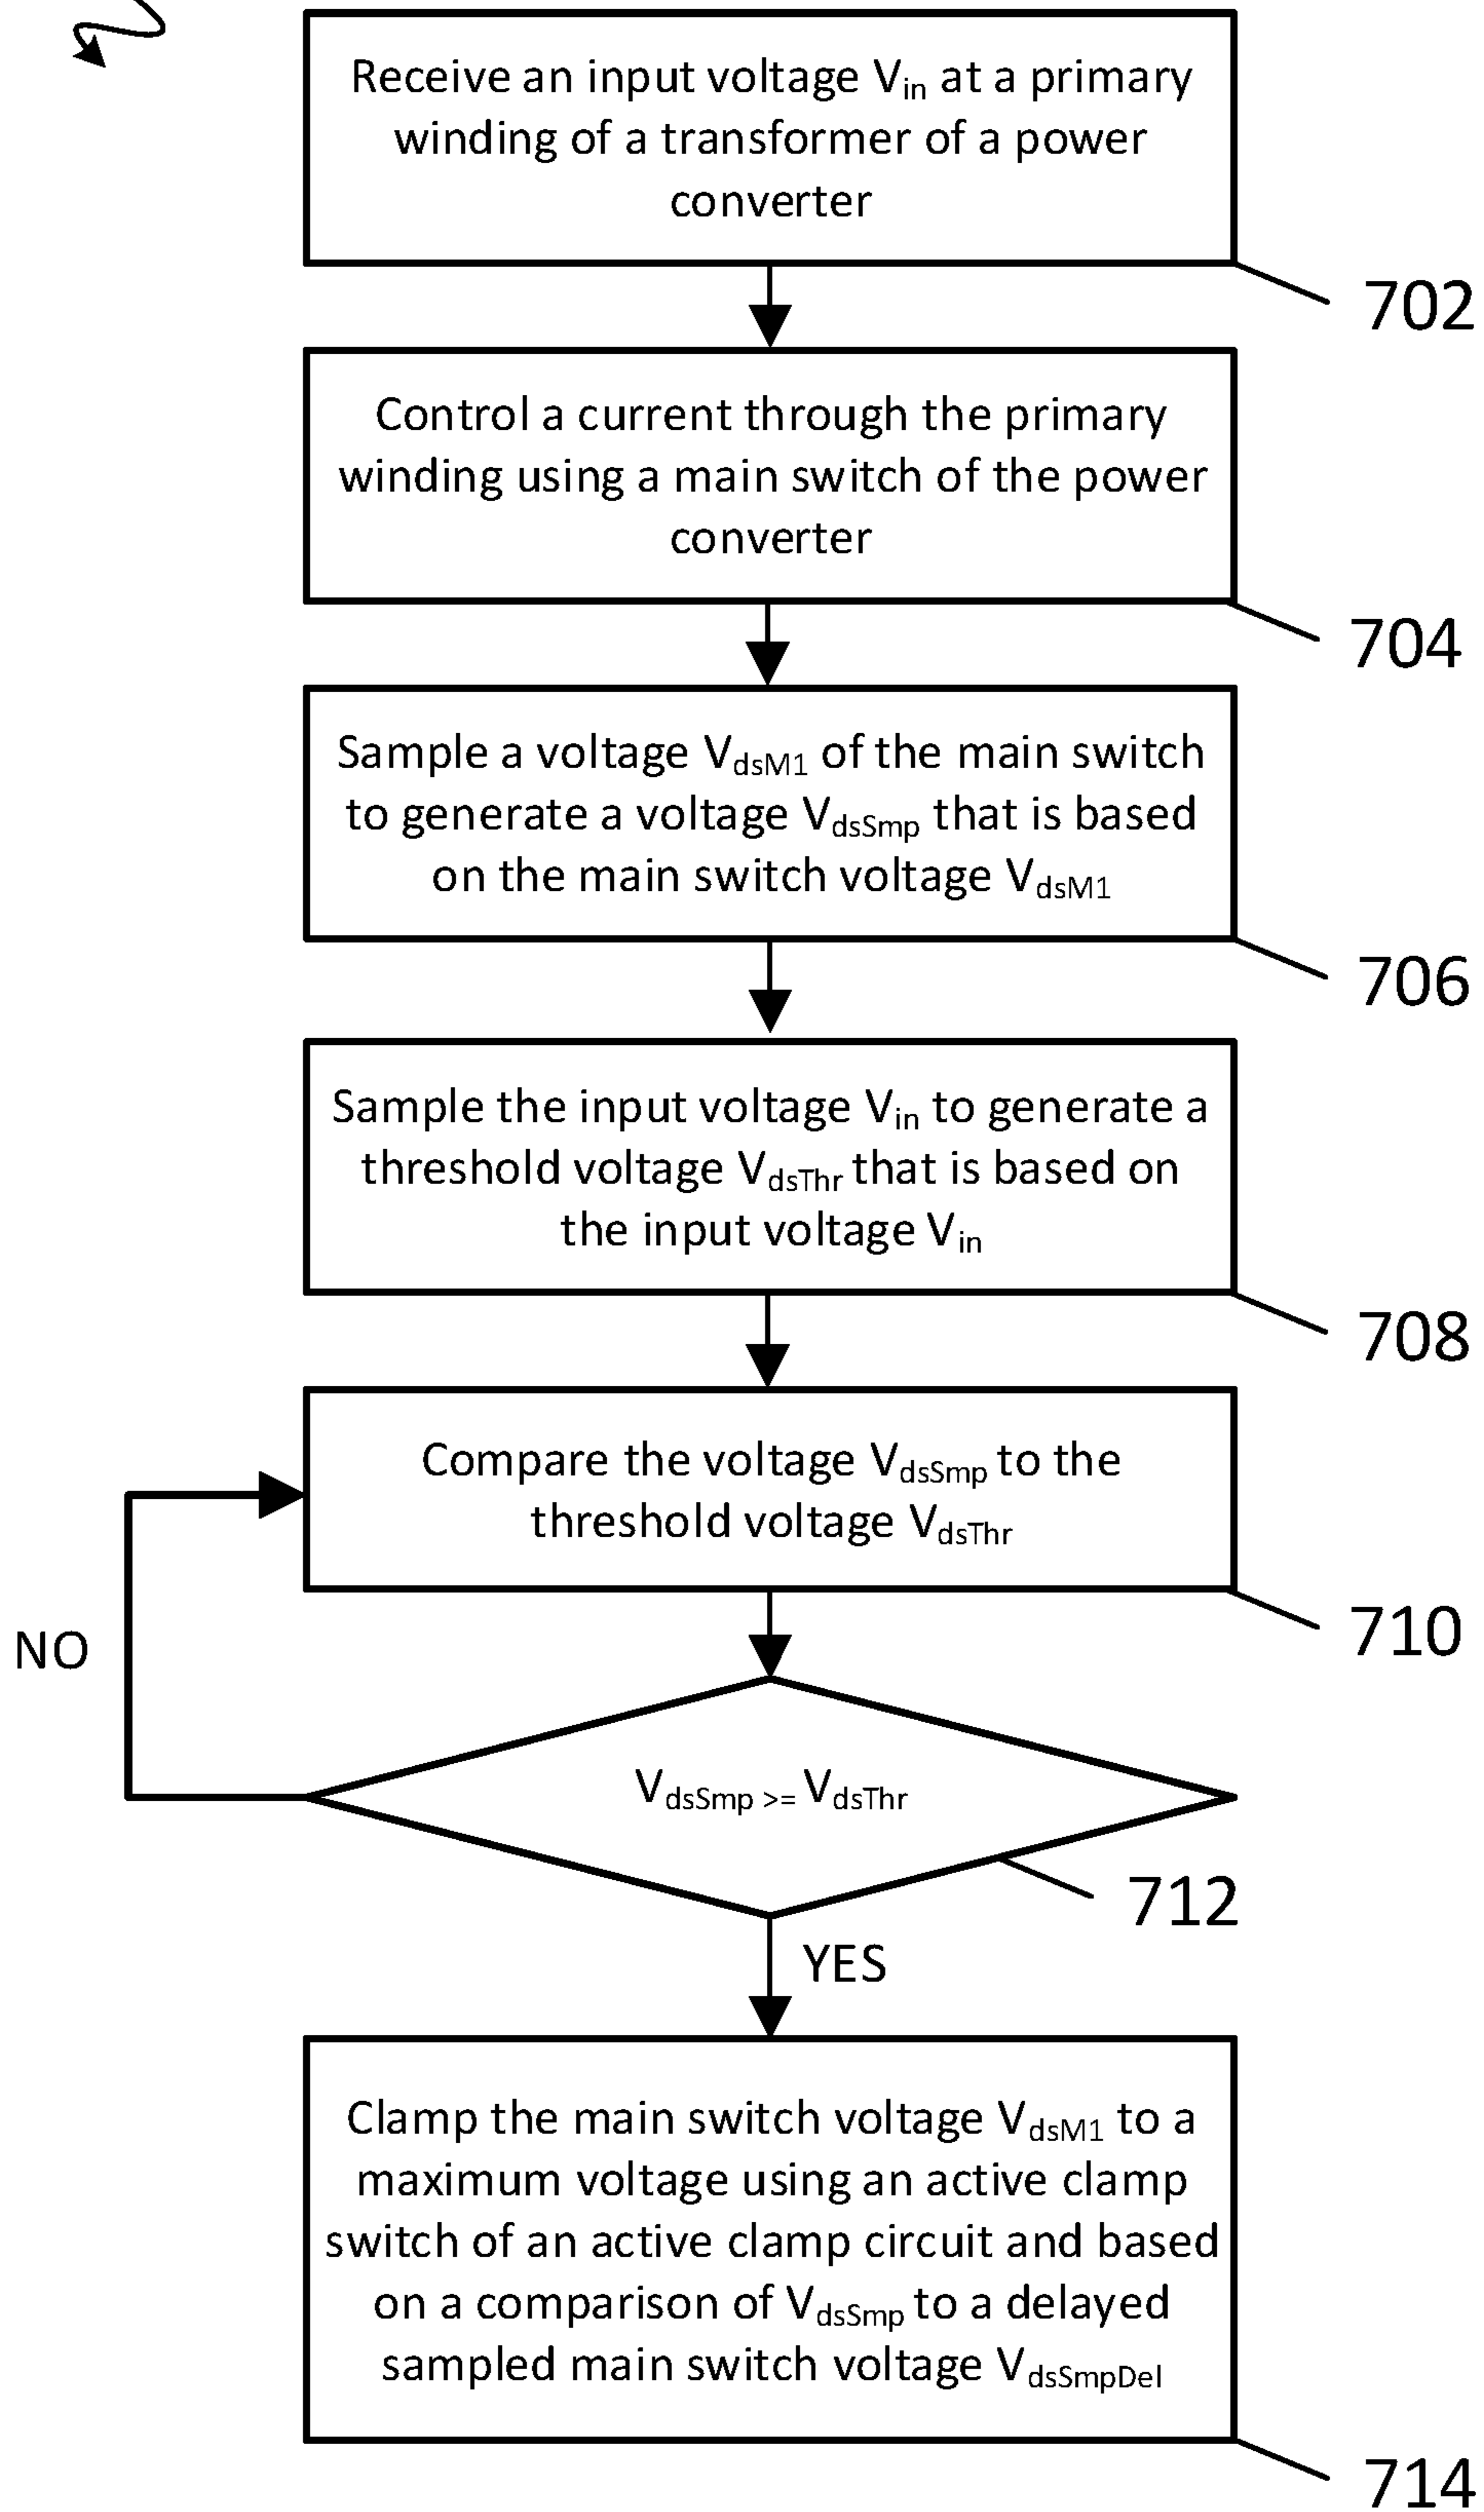 Receive an input voltage Vin at a primary
winding of a transformer of a power
converter
702
Control a current through the primary
winding using a main switch of the power
converter
704
Sample a voltage VdsM1 of the main switch
to generate a voltage VdsSmp that is based
on the main switch voltage VdsM1
706
Sample the input voltage Vin to generate a
threshold voltage VdsThr that is based on
the input voltage Vin
708
Compare the voltage VdsSmp to the
threshold voltage VdsThr
710
NO
VdsSmp >= VdsThr
712
YES
Clamp the main switch voltage VdsM1 to a
maximum voltage using an active clamp
switch of an active clamp circuit and based
on a comparison of VdsSmp to a delayed
sampled main switch voltage VdsSmpDel
714